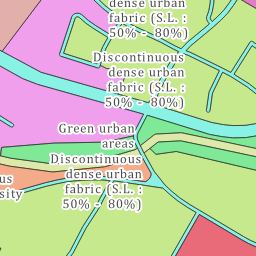 dense urban
fabric (S.L. :
50% - 80%)
Discontinuous
dense urban
fabric (S.L. :
50% - 80%)
Green urban
areas
Discontinuous
dense urban
fabric (S.L. :
50% - 80%)
us
sity